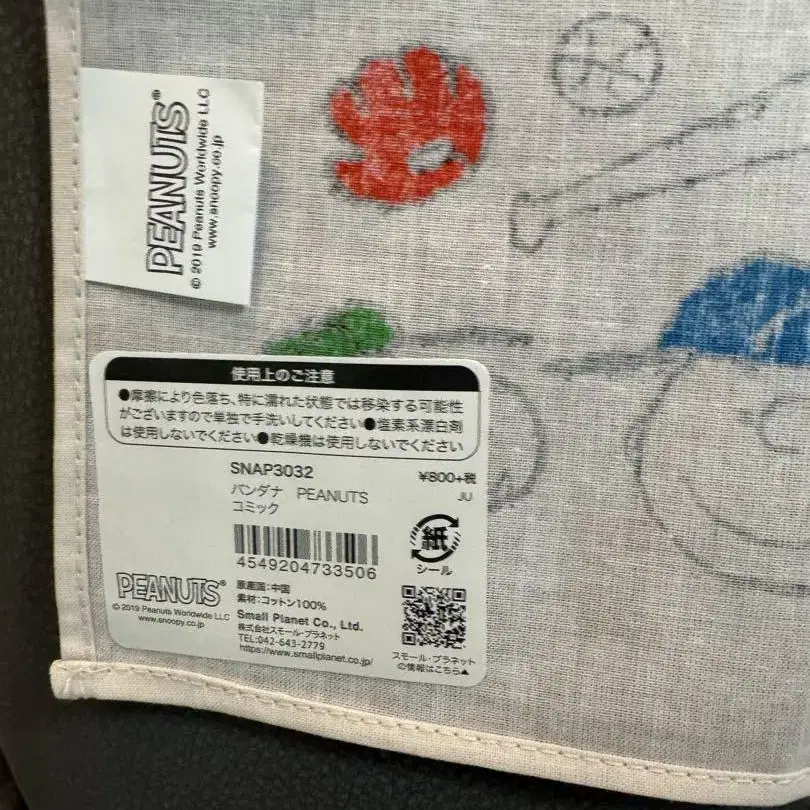 PEANUTS®
© 2019 Peanuts Worldwide LLC
www.snoopy.co.jp
使用上のご注意
●摩擦により色落ち、特に濡れた状態では移染する可能性
がございますので単独で手洗いしてください●塩素系漂白剤
は使用しないでください●乾燥機は使用しないでください
SNAP3032 ¥800+税
バンダナ PEANUTS JU
コミック
4549204733506
紙
シール
PEANUTS®
© 2019 Peanuts Worldwide LLC
www.snoopy.co.jp
原産国:中国
素材:コットン100%
Small Planet Co., Ltd.
株式会社スモール・プラネット
TEL:042-643-2779
https://www.smallplanet.co.jp/
スモール・プラネット
の情報はこちら▲